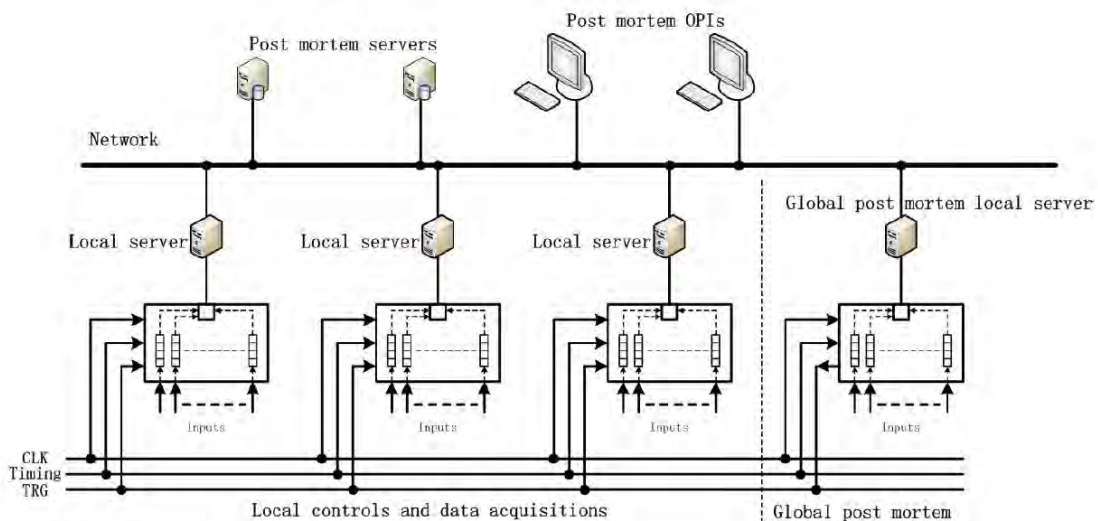 Post mortem OPIs
Post mortem servers
Network
Global post mortem local server
Local server
Local server
Local server
Inputs
Inputs
Inputs
Inputs
CLK
Timing
TRG
Local controls and data acquisitions
Global post mortem